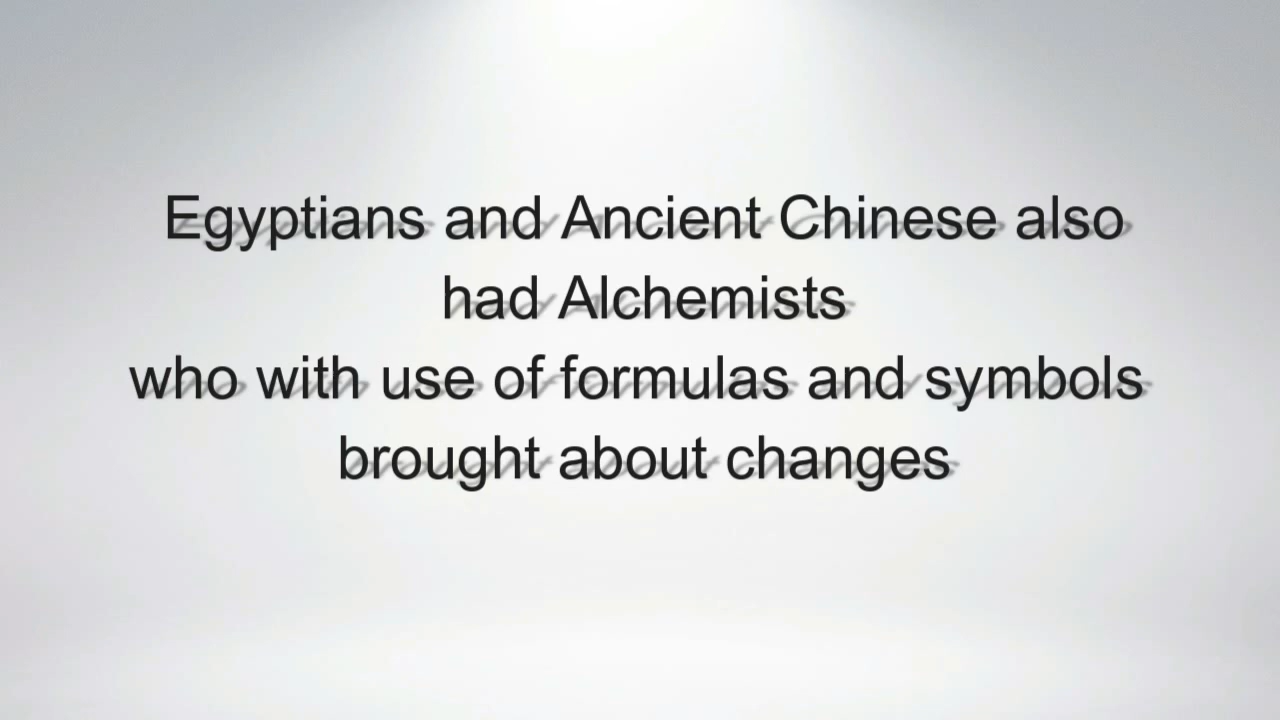 Egyptians and Ancient Chinese also
had Alchemists
who with use of formulas and symbols
brought about changes